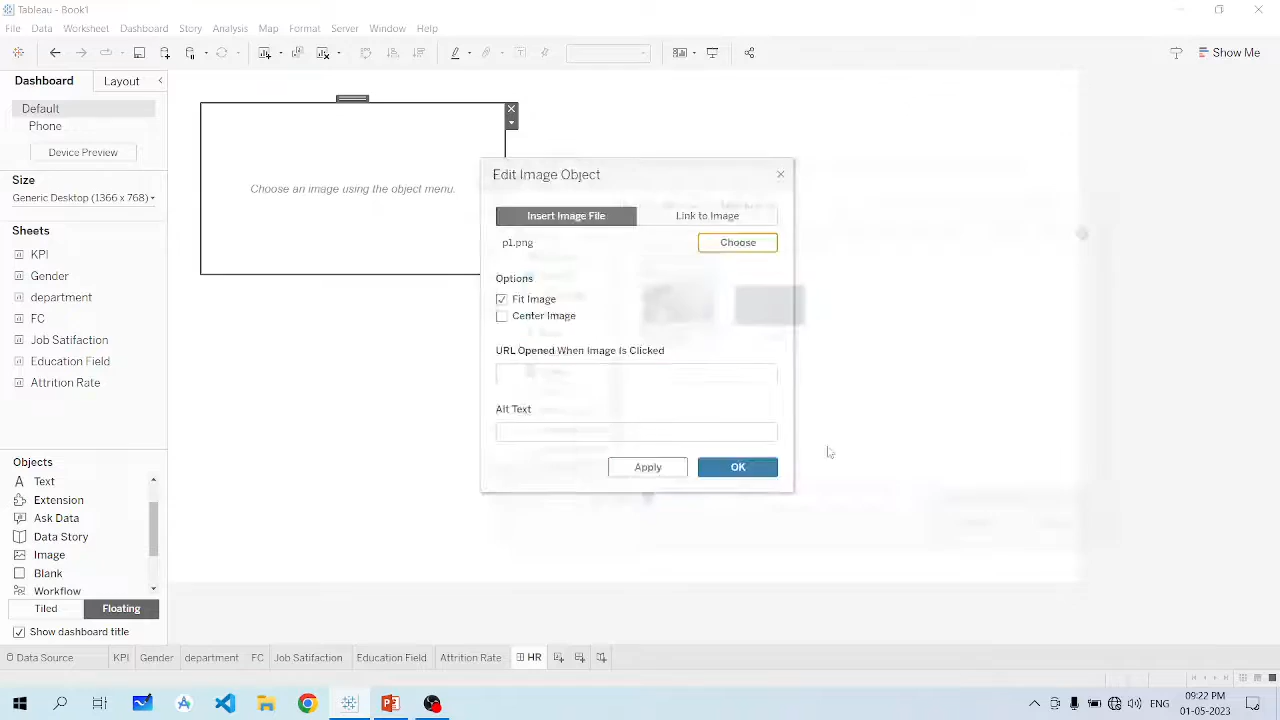 Tableau - Book1
File Data Worksheet Dashboard Story Analysis Map Format Server Window Help
Show Me
Dashboard Layout
Default
Phone
Device Preview
Size
Generic Desktop (1366 x 768)
Sheets
KPI
Gender
department
FC
Job Satisfaction
Education Field
Attrition Rate
Choose an image using the object menu.
Edit Image Object
Insert Image File Link to Image
p1.png Choose
Options
Fit Image
Center Image
URL Opened When Image Is Clicked
Alt Text
Apply OK
Objects
Text
Extension
Ask Data
Data Story
Image
Blank
Workflow
Tiled Floating
Show dashboard title
Data Source KPI Gender department FC Job Satifaction Education Field Attrition Rate HR
ENG
09:22 PM
01-05-2023